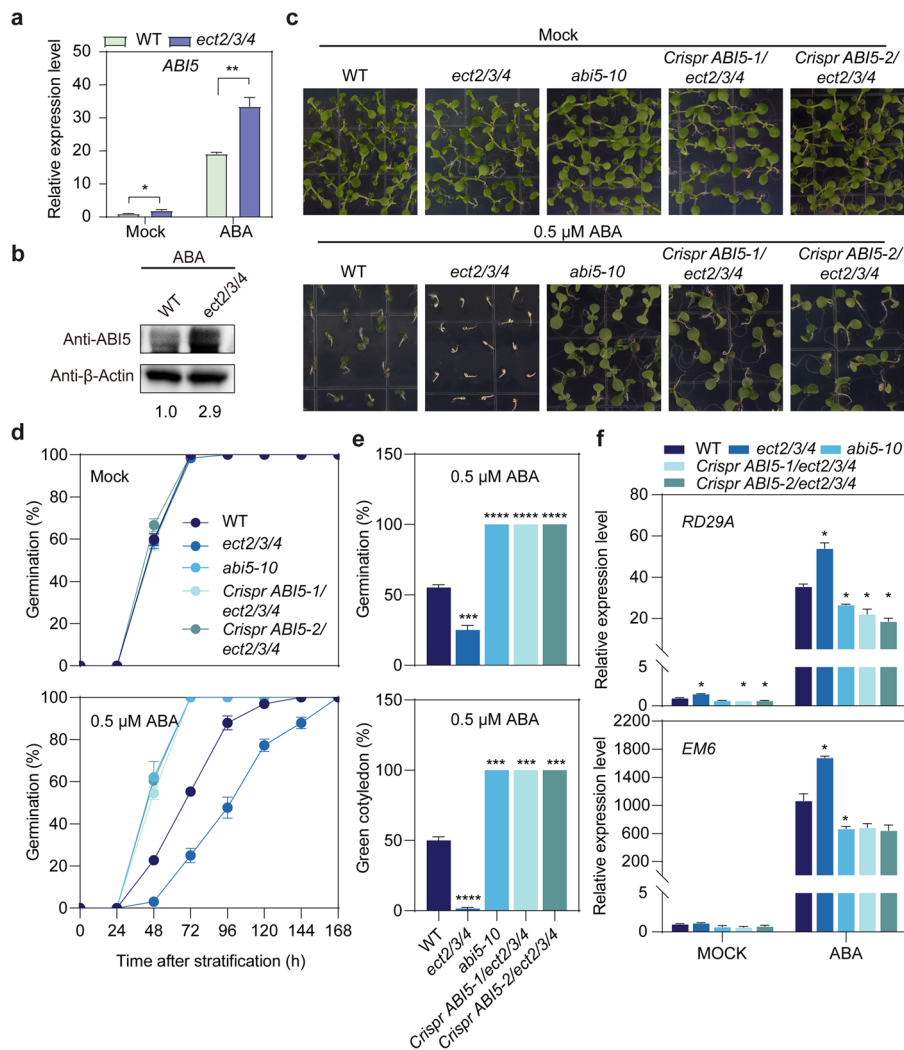 a
WT ect2/3/4
ABI5
Relative expression level
50
40
30
20
10
0
*
**
Mock ABA
b
ABA
WT ect2/3/4
Anti-ABI5
Anti-β-Actin
1.0 2.9
c
Mock
WT ect2/3/4 abi5-10 Crispr ABI5-1/ Crispr ABI5-2/
ect2/3/4 ect2/3/4
0.5 μM ABA
WT ect2/3/4 abi5-10 Crispr ABI5-1/ Crispr ABI5-2/
ect2/3/4 ect2/3/4
d
Mock
Germination (%)
100
80
60
40
20
0
WT
ect2/3/4
abi5-10
Crispr ABI5-1/
ect2/3/4
Crispr ABI5-2/
ect2/3/4
0.5 μM ABA
Germination (%)
100
80
60
40
20
0
0 24 48 72 96 120 144 168
Time after stratification (h)
e
0.5 μM ABA
Germination (%)
150
100
50
0
*** **** **** ****
0.5 μM ABA
Green cotyledon (%)
150
100
50
0
**** *** *** ***
WT
ect2/3/4
abi5-10
Crispr ABI5-1/ect2/3/4
Crispr ABI5-2/ect2/3/4
f
WT ect2/3/4 abi5-10
Crispr ABI5-1/ect2/3/4
Crispr ABI5-2/ect2/3/4
RD29A
Relative expression level
80
60
40
20
5
0
* * *
* * * *
EM6
Relative expression level
2200
1800
1400
1000
600
200
5
0
* *
MOCK ABA